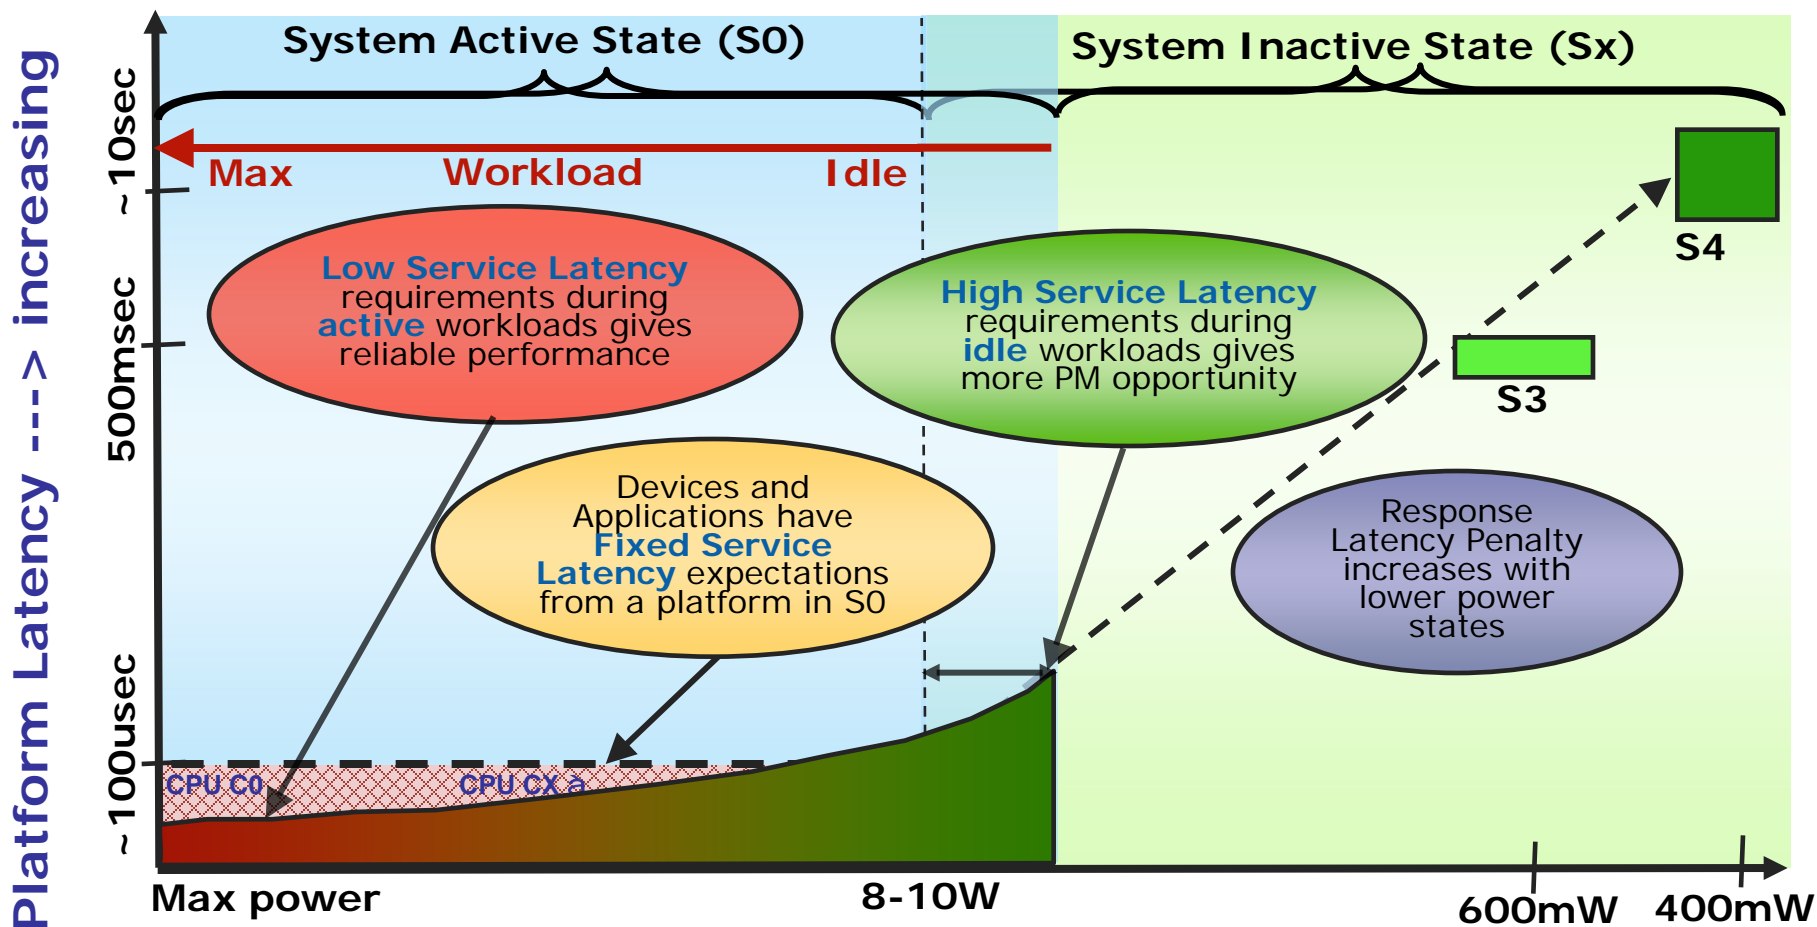 System Active State (S0)
System Inactive State (Sx)
Platform Latency ---> increasing
~10sec
500msec
~100usec
Max
Workload
Idle
Low Service Latency
requirements during
active workloads gives
reliable performance
High Service Latency
requirements during
idle workloads gives
more PM opportunity
S4
S3
Devices and
Applications have
Fixed Service
Latency expectations
from a platform in S0
Response
Latency Penalty
increases with
lower power
states
CPU C0
CPU CX à
Max power
8-10W
600mW
400mW